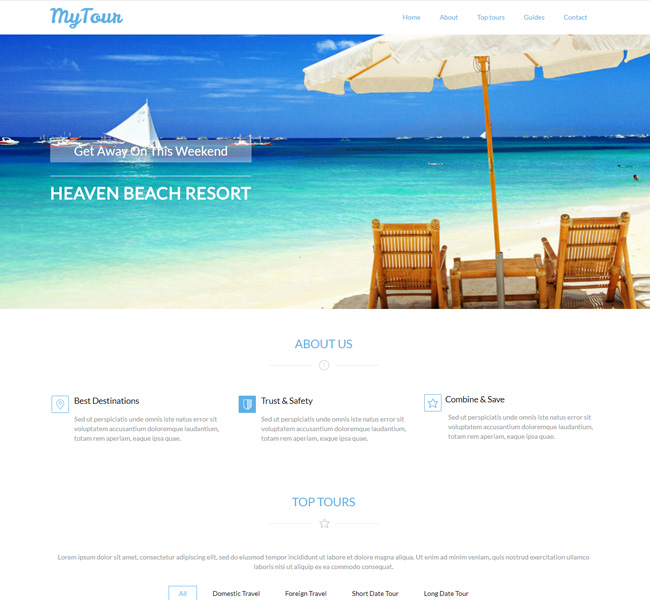 MyTour
Home About Top tours Guides Contact
Get Away On This Weekend
HEAVEN BEACH RESORT
ABOUT US
Best Destinations
Sed ut perspiciatis unde omnis iste natus error sit
voluptatem accusantium doloremque laudantium,
totam rem aperiam, eaque ipsa quae.
Trust & Safety
Sed ut perspiciatis unde omnis iste natus error sit
voluptatem accusantium doloremque laudantium,
totam rem aperiam, eaque ipsa quae.
Combine & Save
Sed ut perspiciatis unde omnis iste natus error sit
voluptatem accusantium doloremque laudantium,
totam rem aperiam, eaque ipsa quae.
TOP TOURS
Lorem ipsum dolor sit amet, consectetur adipiscing elit, sed do eiusmod tempor incididunt ut labore et dolore magna aliqua. Ut enim ad minim veniam, quis nostrud exercitation ullamco
laboris nisi ut aliquip ex ea commodo consequat.
All Domestic Travel Foreign Travel Short Date Tour Long Date Tour